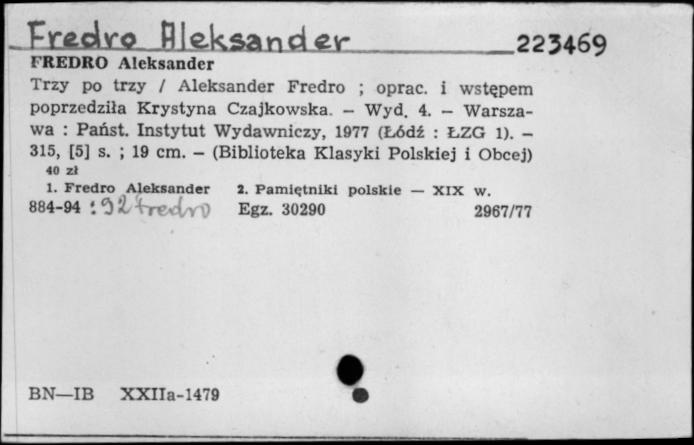 Fredro Aleksander 223469
FREDRO Aleksander
Trzy po trzy / Aleksander Fredro ; oprac. i wstępem
poprzedziła Krystyna Czajkowska. – Wyd. 4. – Warsza-
wa : Państ. Instytut Wydawniczy, 1977 (Łódź : ŁZG 1). –
315, [5] s. ; 19 cm. – (Biblioteka Klasyki Polskiej i Obcej)
40 zł
1. Fredro Aleksander 2. Pamiętniki polskie — XIX w.
884-94 : 92 Fredro Egz. 30290 2967/77
BN—IB XXIIa-1479